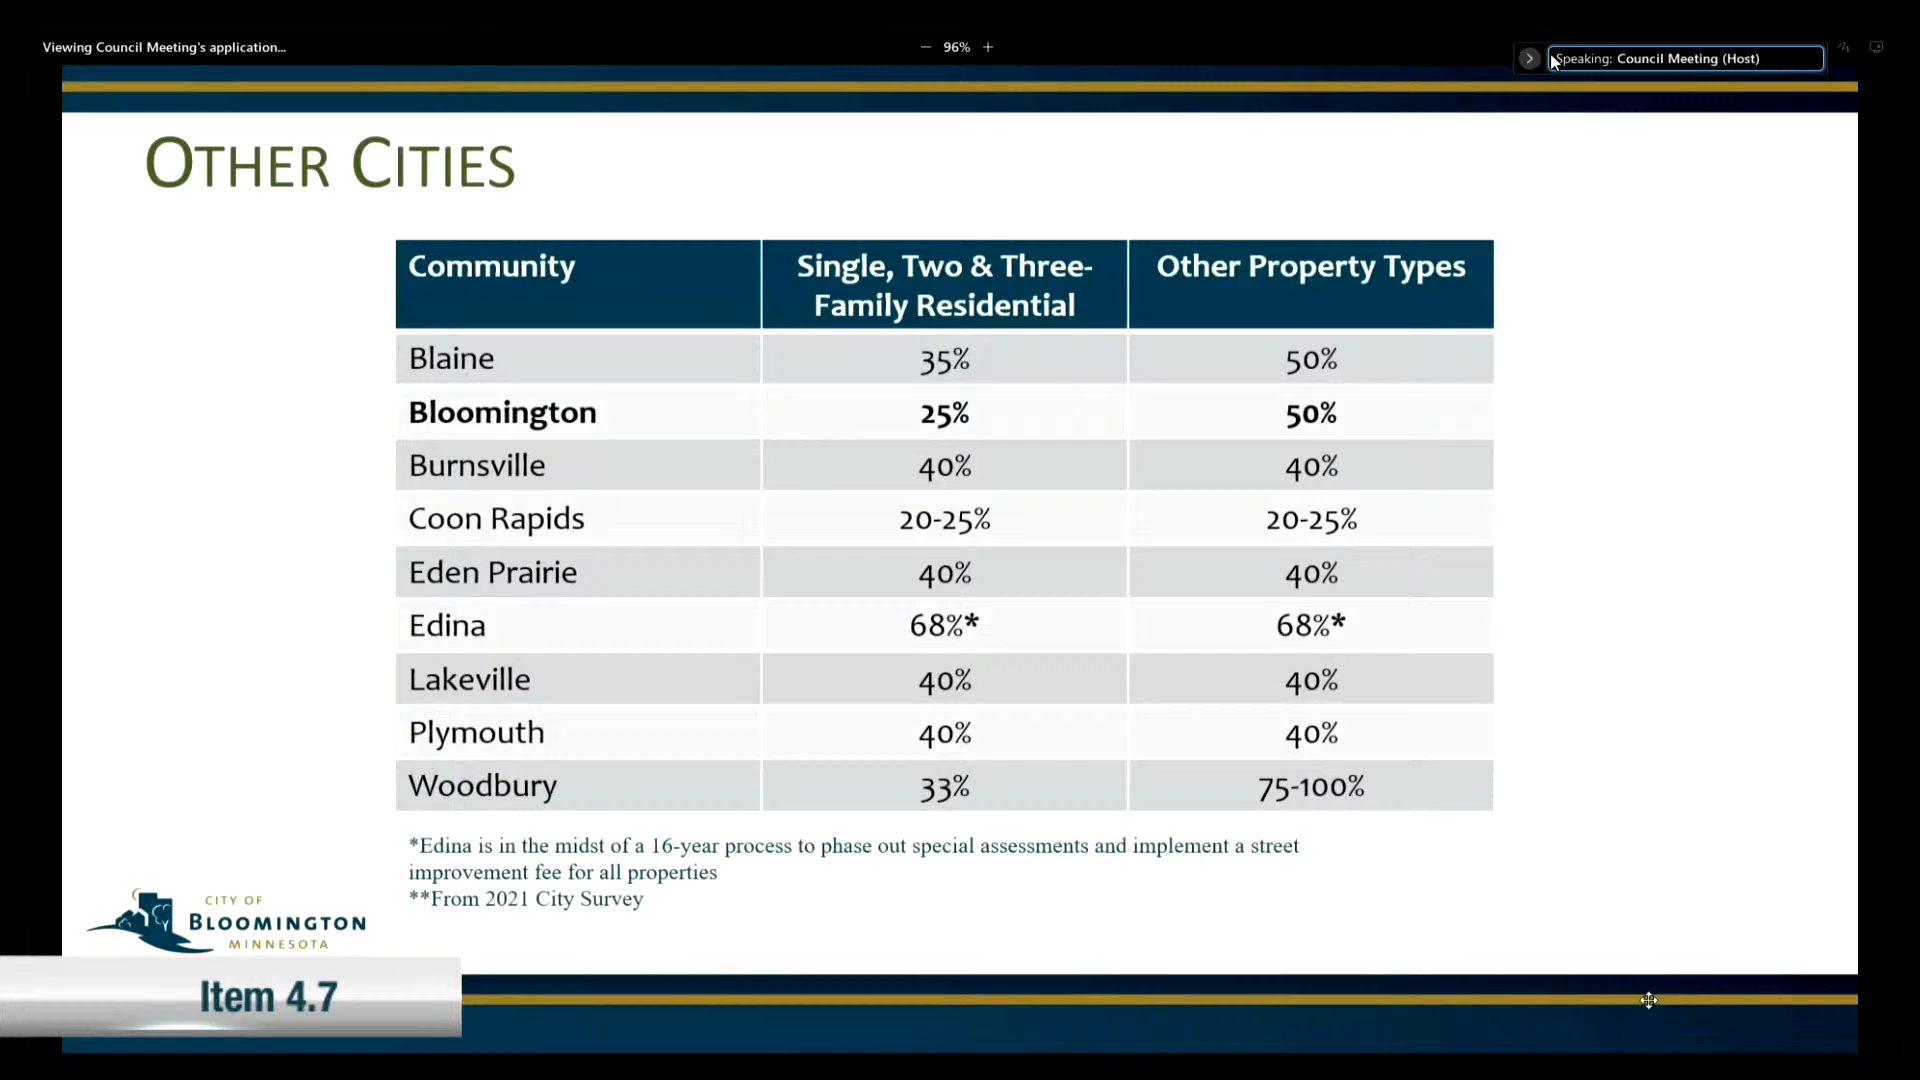 Viewing Council Meeting's application...
96%
Speaking: Council Meeting (Host)
OTHER CITIES
Community
Single, Two & Three-
Family Residential
Other Property Types
Blaine 35% 50%
Bloomington 25% 50%
Burnsville 40% 40%
Coon Rapids 20-25% 20-25%
Eden Prairie 40% 40%
Edina 68%* 68%*
Lakeville 40% 40%
Plymouth 40% 40%
Woodbury 33% 75-100%
*Edina is in the midst of a 16-year process to phase out special assessments and implement a street
improvement fee for all properties
**From 2021 City Survey
CITY OF
BLOOMINGTON
MINNESOTA
Item 4.7